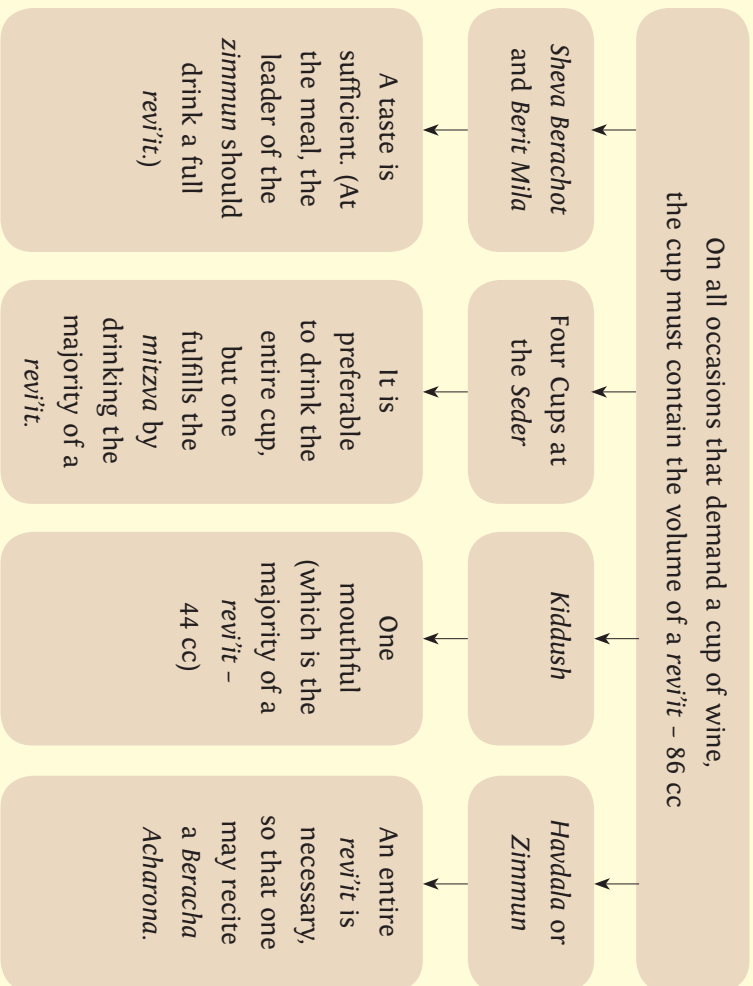 On all occasions that demand a cup of wine,
the cup must contain the volume of a revi’it – 86 cc
Sheva Berachot
and Berit Mila
A taste is
sufficient. (At
the meal, the
leader of the
zimmun should
drink a full
revi’it.)
Four Cups at
the Seder
It is
preferable
to drink the
entire cup,
but one
fulfills the
mitzva by
drinking the
majority of a
revi’it.
Kiddush
One
mouthful
(which is the
majority of a
revi’it –
44 cc)
Havdala or
Zimmun
An entire
revi’it is
necessary,
so that one
may recite
a Beracha
Acharona.